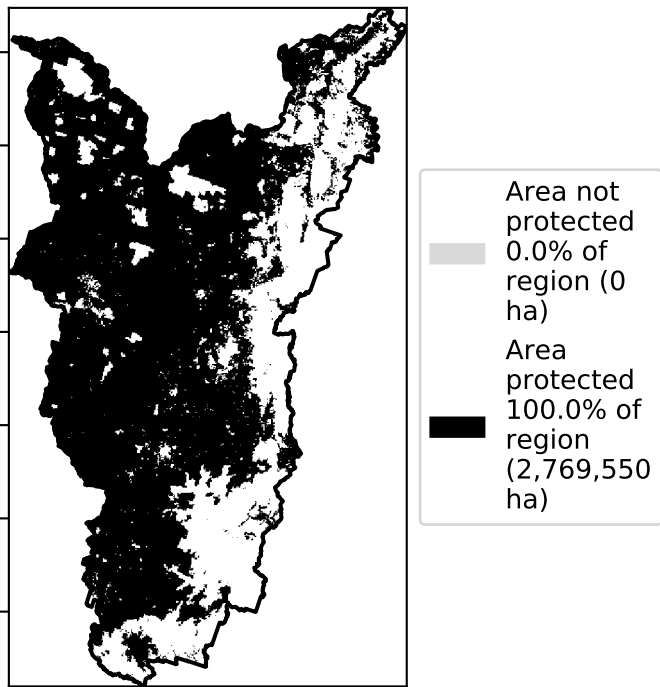 Area not
protected
0.0% of
region (0
ha)
Area
protected
100.0% of
region
(2,769,550
ha)